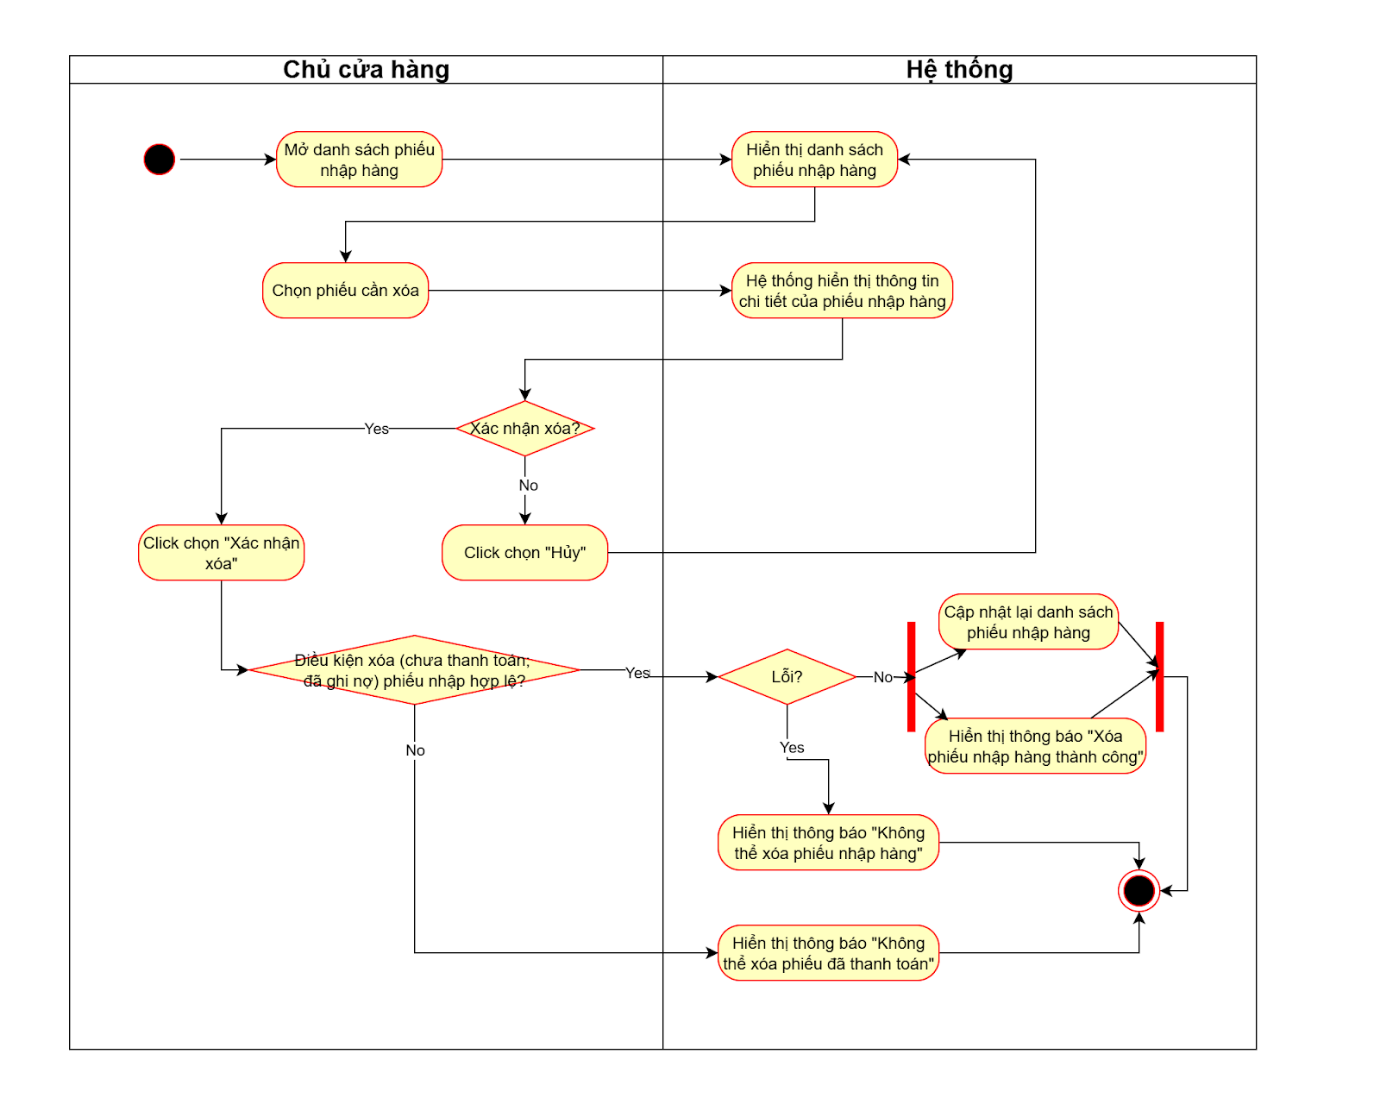 Chủ cửa hàng
Hệ thống
Mở danh sách phiếu
nhập hàng
Hiển thị danh sách
phiếu nhập hàng
Chọn phiếu cần xóa
Hệ thống hiển thị thông tin
chi tiết của phiếu nhập hàng
Xác nhận xóa?
Yes
No
Click chọn "Xác nhận
xóa"
Click chọn "Hủy"
Điều kiện xóa (chưa thanh toán;
đã ghi nợ) phiếu nhập hợp lệ?
Yes
No
Lỗi?
No
Yes
Cập nhật lại danh sách
phiếu nhập hàng
Hiển thị thông báo "Xóa
phiếu nhập hàng thành công"
Hiển thị thông báo "Không
thể xóa phiếu nhập hàng"
Hiển thị thông báo "Không
thể xóa phiếu đã thanh toán"